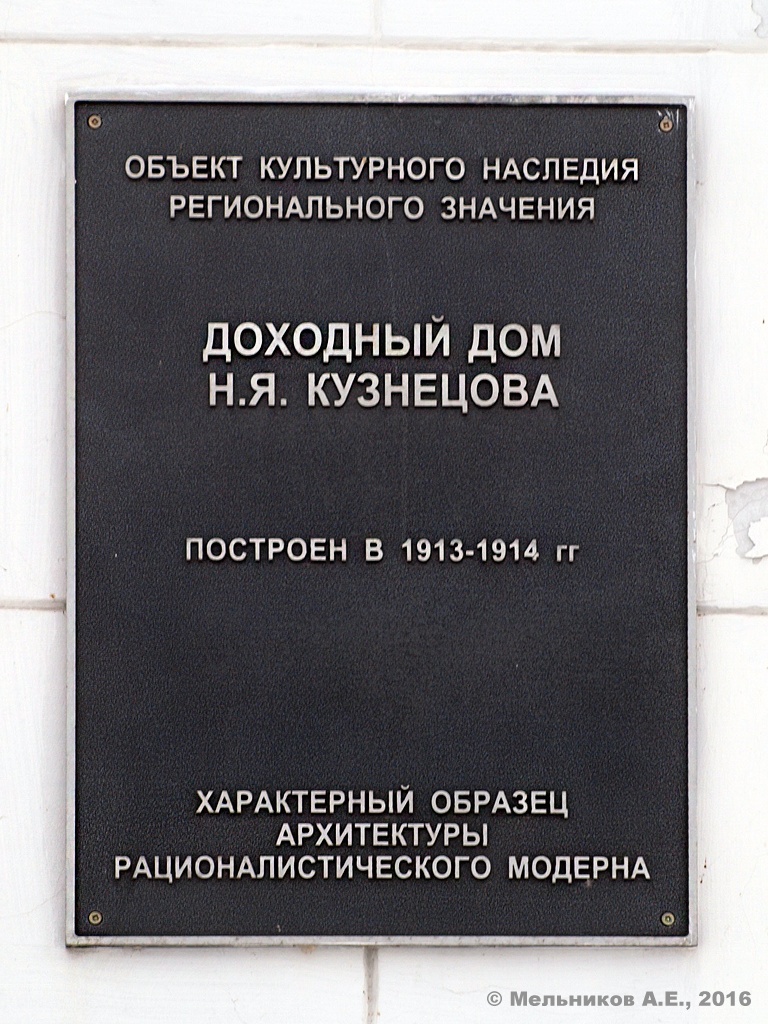 ОБЪЕКТ КУЛЬТУРНОГО НАСЛЕДИЯ
РЕГИОНАЛЬНОГО ЗНАЧЕНИЯ
ДОХОДНЫЙ ДОМ
Н.Я. КУЗНЕЦОВА
ПОСТРОЕН В 1913-1914 гг
ХАРАКТЕРНЫЙ ОБРАЗЕЦ
АРХИТЕКТУРЫ
РАЦИОНАЛИСТИЧЕСКОГО МОДЕРНА
© Мельников А.Е., 2016